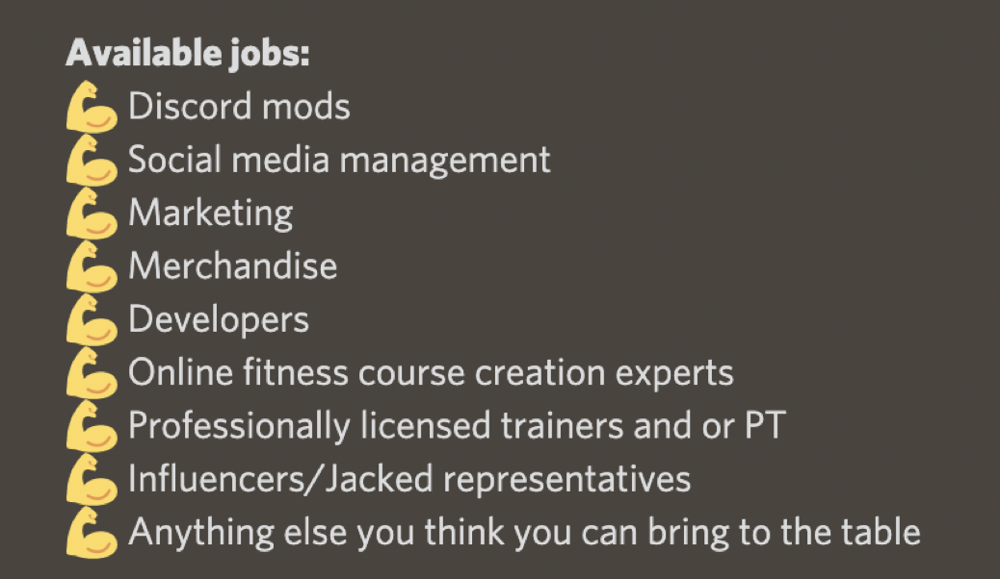 Available jobs:
💪 Discord mods
💪 Social media management
💪 Marketing
💪 Merchandise
💪 Developers
💪 Online fitness course creation experts
💪 Professionally licensed trainers and or PT
💪 Influencers/Jacked representatives
💪 Anything else you think you can bring to the table